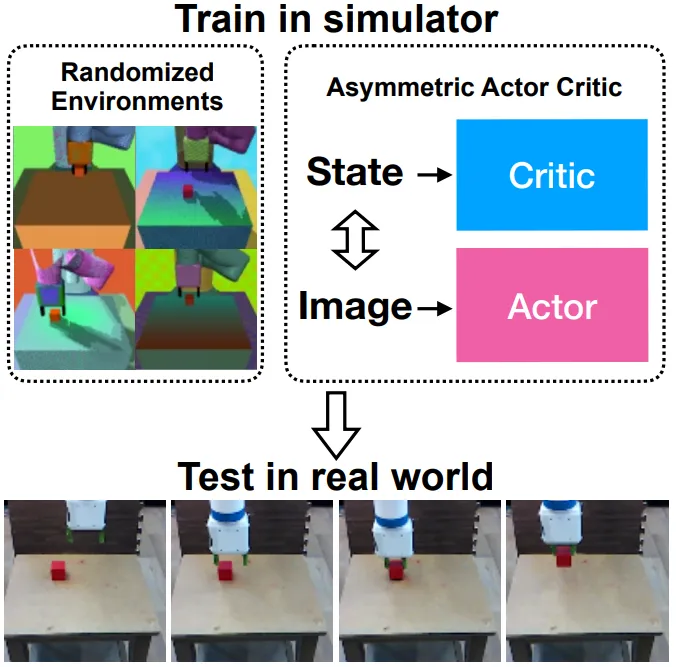 Train in simulator
Randomized
Environments
Asymmetric Actor Critic
State
Critic
Image
Actor
Test in real world